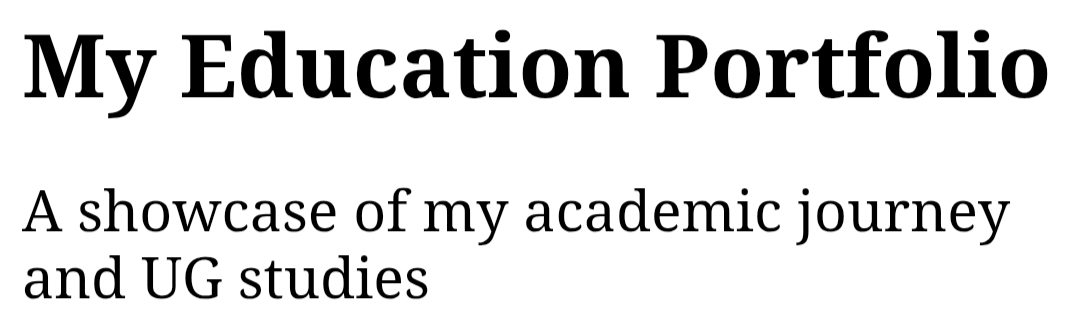 My Education Portfolio
A showcase of my academic journey
and UG studies